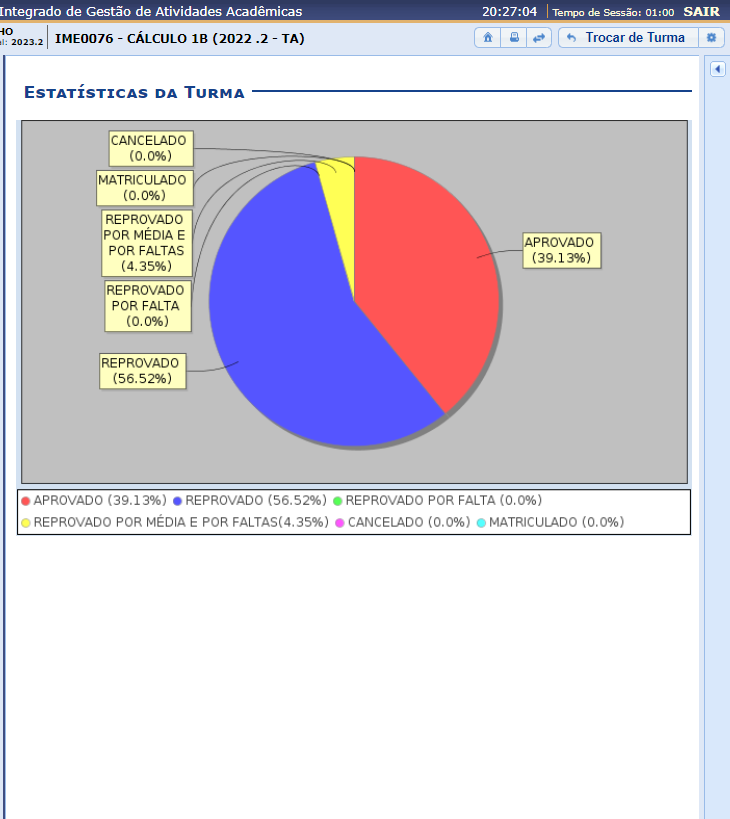 Integrado de Gestão de Atividades Acadêmicas 20:27:04 Tempo de Sessão: 01:00 SAIR
HO
el: 2023.2
IME0076 - CÁLCULO 1B (2022 .2 - TA)
Trocar de Turma
Estatísticas da Turma
CANCELADO
(0.0%)
MATRICULADO
(0.0%)
REPROVADO
POR MÉDIA E
POR FALTAS
(4.35%)
REPROVADO
POR FALTA
(0.0%)
REPROVADO
(56.52%)
APROVADO
(39.13%)
APROVADO (39.13%) REPROVADO (56.52%) REPROVADO POR FALTA (0.0%)
REPROVADO POR MÉDIA E POR FALTAS(4.35%) CANCELADO (0.0%) MATRICULADO (0.0%)